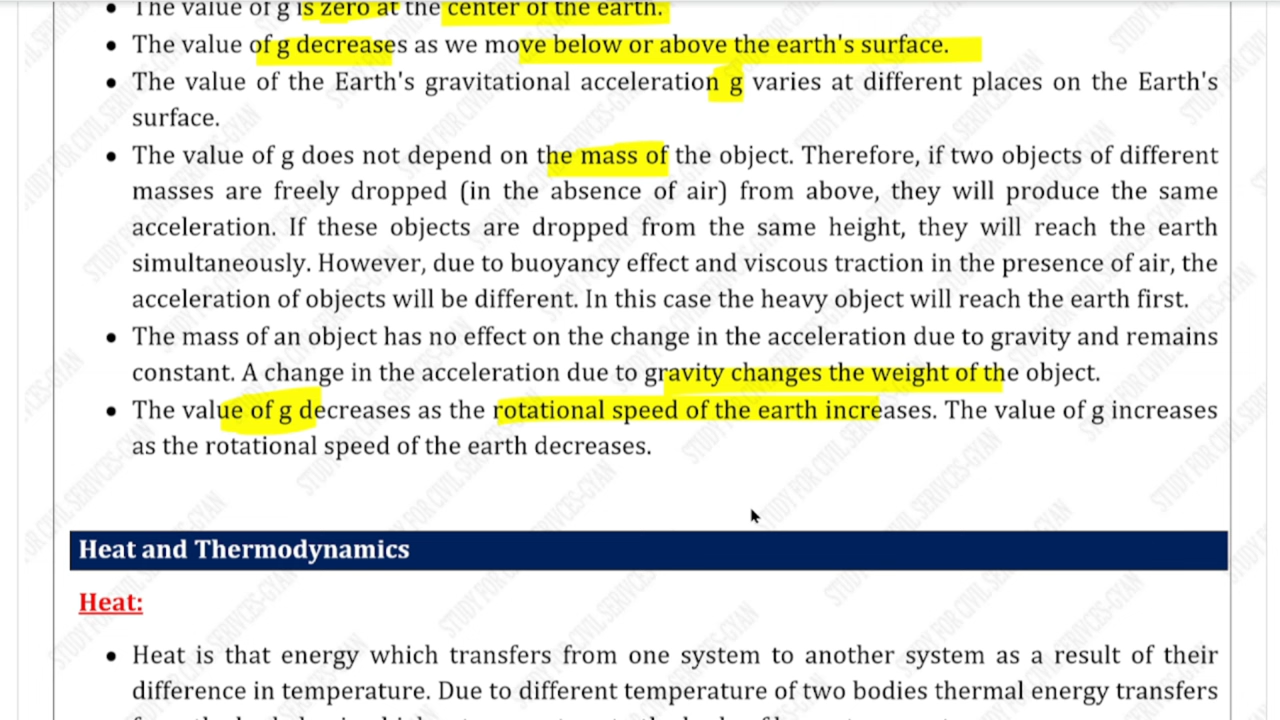 • The value of g is zero at the center of the earth.
• The value of g decreases as we move below or above the earth's surface.
• The value of the Earth's gravitational acceleration g varies at different places on the Earth's
surface.
• The value of g does not depend on the mass of the object. Therefore, if two objects of different
masses are freely dropped (in the absence of air) from above, they will produce the same
acceleration. If these objects are dropped from the same height, they will reach the earth
simultaneously. However, due to buoyancy effect and viscous traction in the presence of air, the
acceleration of objects will be different. In this case the heavy object will reach the earth first.
• The mass of an object has no effect on the change in the acceleration due to gravity and remains
constant. A change in the acceleration due to gravity changes the weight of the object.
• The value of g decreases as the rotational speed of the earth increases. The value of g increases
as the rotational speed of the earth decreases.
Heat and Thermodynamics
Heat:
• Heat is that energy which transfers from one system to another system as a result of their
difference in temperature. Due to different temperature of two bodies thermal energy transfers
STUDY FOR CIVIL SERIVCES-GYAN